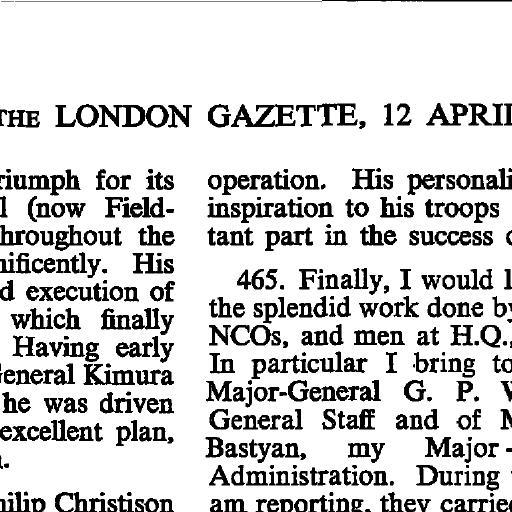 THE LONDON GAZETTE, 12 APRIL
riumph for its
l (now Field-
hroughout the
nificently. His
d execution of
which finally
Having early
General Kimura
he was driven
excellent plan,
hilip Christison
operation. His personali
inspiration to his troops
tant part in the success
465. Finally, I would l
the splendid work done by
NCOs, and men at H.Q.,
In particular I bring to
Major-General G. P. W
General Staff and of M
Bastyan, my Major-
Administration. During
am reporting, they carried